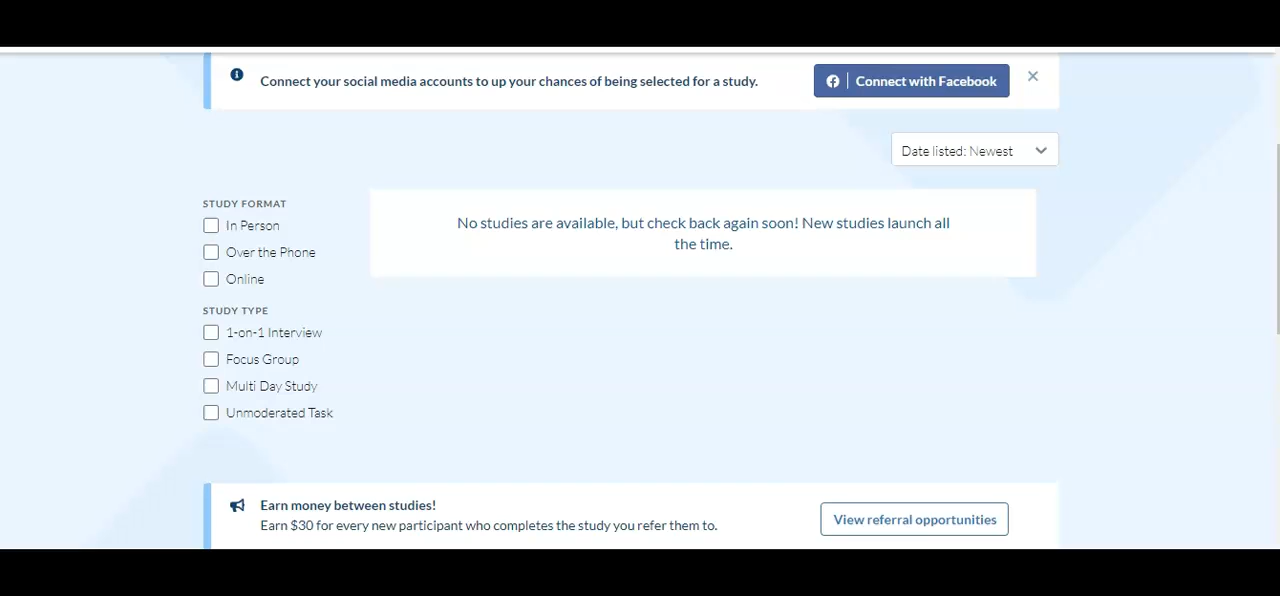 Connect your social media accounts to up your chances of being selected for a study.
Connect with Facebook
Date listed: Newest
STUDY FORMAT
In Person
Over the Phone
Online
STUDY TYPE
1-on-1 Interview
Focus Group
Multi Day Study
Unmoderated Task
No studies are available, but check back again soon! New studies launch all
the time.
Earn money between studies!
Earn $30 for every new participant who completes the study you refer them to.
View referral opportunities